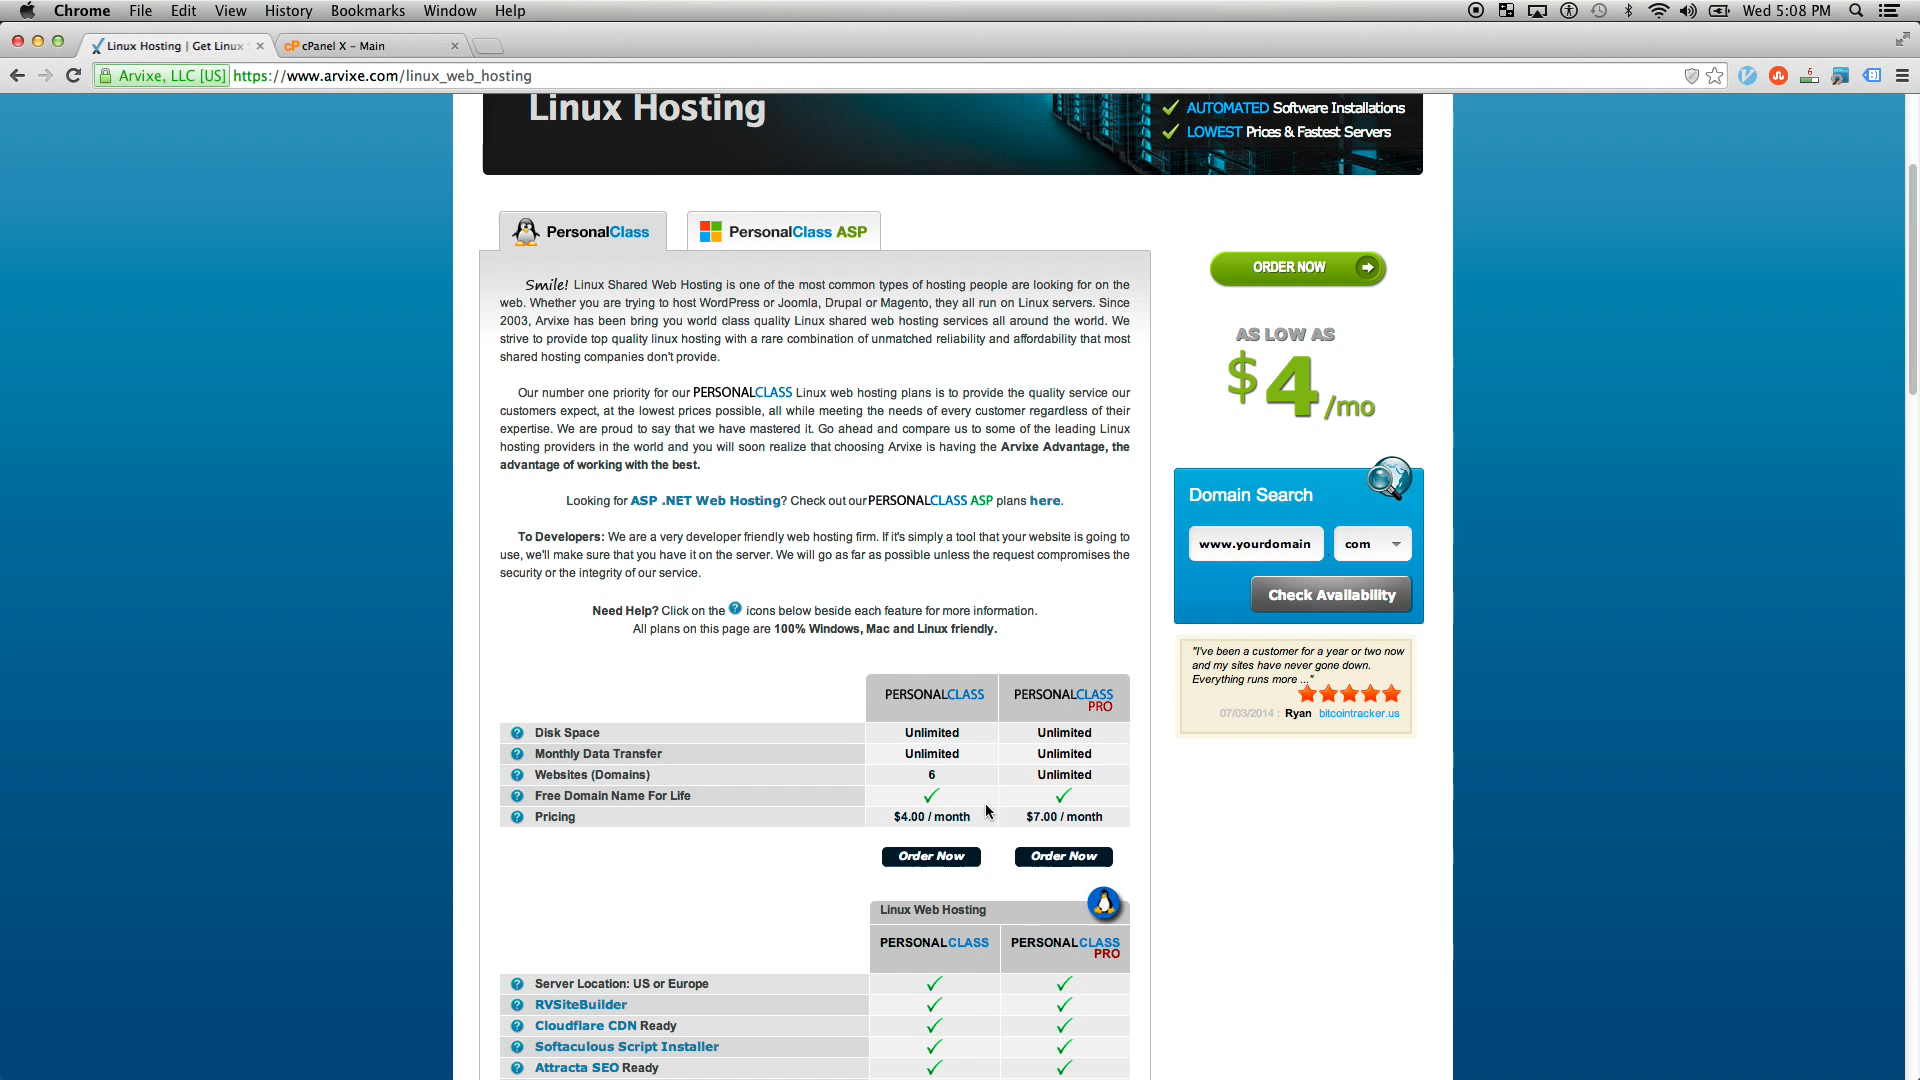 Chrome File Edit View History Bookmarks Window Help
Wed 5:08 PM
Linux Hosting | Get Linux
cPanel X - Main
Arvixe, LLC [US] https://www.arvixe.com/linux_web_hosting
6
Linux Hosting
AUTOMATED Software Installations
LOWEST Prices & Fastest Servers
PersonalClass
PersonalClass ASP
Smile! Linux Shared Web Hosting is one of the most common types of hosting people are looking for on the
web. Whether you are trying to host WordPress or Joomla, Drupal or Magento, they all run on Linux servers. Since
2003, Arvixe has been bring you world class quality Linux shared web hosting services all around the world. We
strive to provide top quality linux hosting with a rare combination of unmatched reliability and affordability that most
shared hosting companies don't provide.
Our number one priority for our PERSONALCLASS Linux web hosting plans is to provide the quality service our
customers expect, at the lowest prices possible, all while meeting the needs of every customer regardless of their
expertise. We are proud to say that we have mastered it. Go ahead and compare us to some of the leading Linux
hosting providers in the world and you will soon realize that choosing Arvixe is having the Arvixe Advantage, the
advantage of working with the best.
Looking for ASP .NET Web Hosting? Check out our PERSONALCLASS ASP plans here.
To Developers: We are a very developer friendly web hosting firm. If it's simply a tool that your website is going to
use, we'll make sure that you have it on the server. We will go as far as possible unless the request compromises the
security or the integrity of our service.
Need Help? Click on the ? icons below beside each feature for more information.
All plans on this page are 100% Windows, Mac and Linux friendly.
PERSONALCLASS PERSONALCLASS
PRO
? Disk Space Unlimited Unlimited
? Monthly Data Transfer Unlimited Unlimited
? Websites (Domains) 6 Unlimited
? Free Domain Name For Life
? Pricing $4.00 / month $7.00 / month
Order Now Order Now
Linux Web Hosting
PERSONALCLASS PERSONALCLASS
PRO
? Server Location: US or Europe
? RVSiteBuilder
? Cloudflare CDN Ready
? Softaculous Script Installer
? Attracta SEO Ready
ORDER NOW
AS LOW AS
$4/mo
Domain Search
www.yourdomain com
Check Availability
"I've been a customer for a year or two now
and my sites have never gone down.
Everything runs more ..."
07/03/2014 : Ryan bitcointracker.us